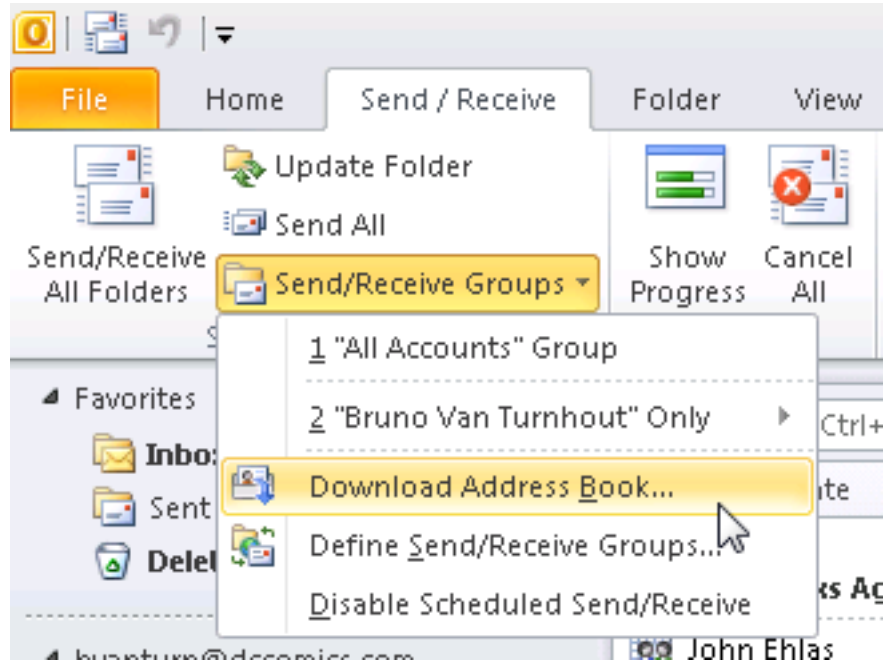 File Home Send / Receive Folder View
Update Folder
Send All
Send/Receive
All Folders
Send/Receive Groups
Show
Progress
Cancel
All
1 "All Accounts" Group
2 "Bruno Van Turnhout" Only
Download Address Book...
Define Send/Receive Groups...
Disable Scheduled Send/Receive
Favorites
Sent
Ctrl+
John Ehlas